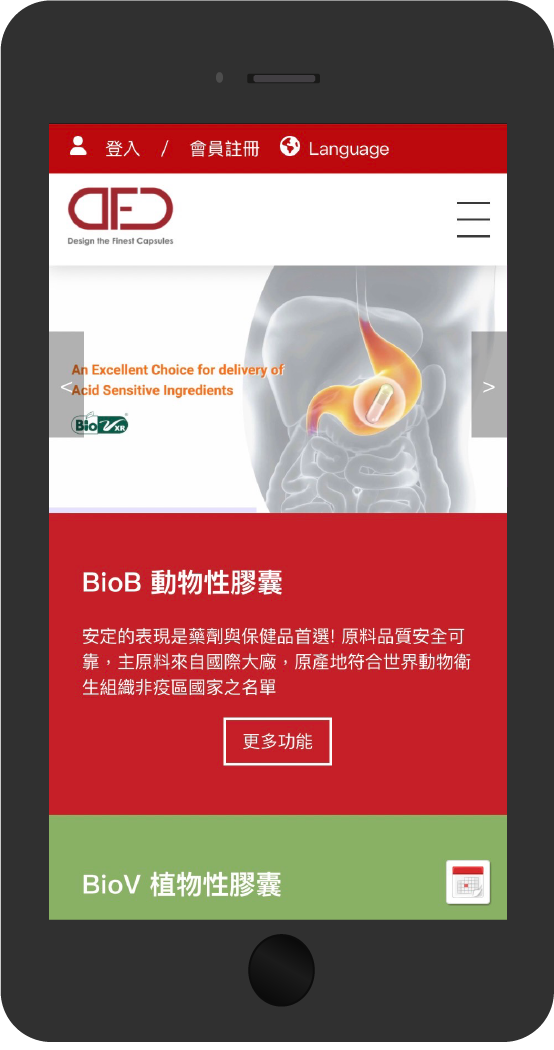 登入 / 會員註冊 Language
DFC
Design the Finest Capsules
An Excellent Choice for delivery of
< Acid Sensitive Ingredients >
BioVXR
BioB 動物性膠囊
安定的表現是藥劑與保健品首選! 原料品質安全可
靠，主原料來自國際大廠，原產地符合世界動物衛
生組織非疫區國家之名單
更多功能
BioV 植物性膠囊